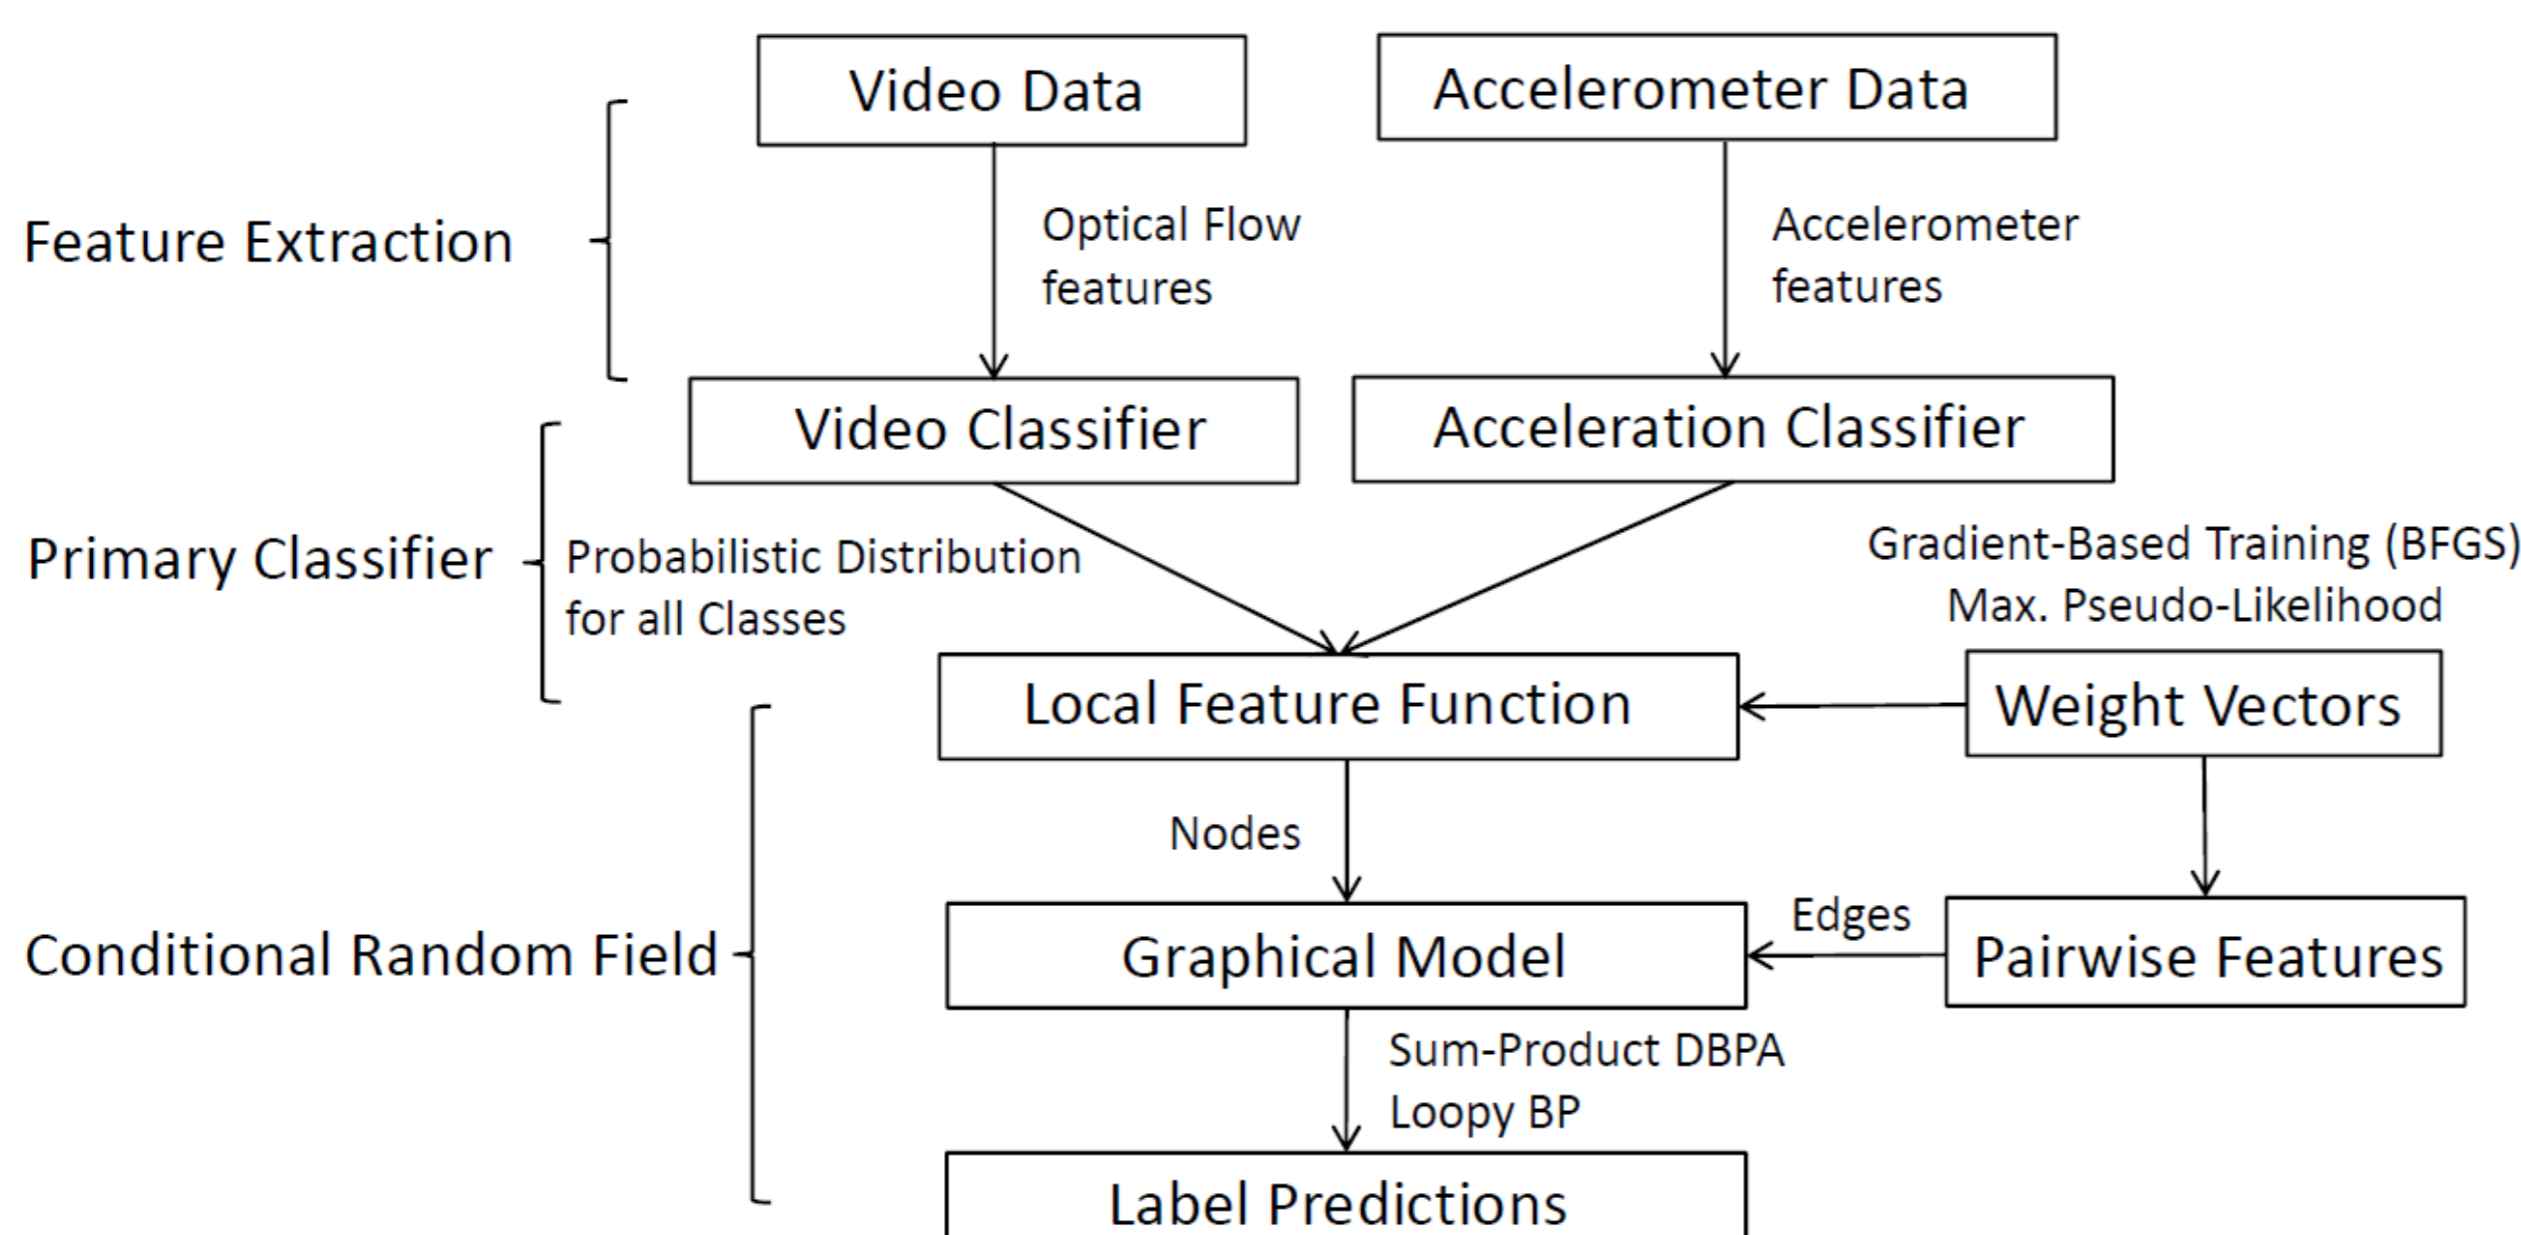 Video Data
Accelerometer Data
Feature Extraction
Optical Flow
features
Accelerometer
features
Video Classifier
Acceleration Classifier
Primary Classifier
Probabilistic Distribution
for all Classes
Gradient-Based Training (BFGS)
Max. Pseudo-Likelihood
Local Feature Function
Weight Vectors
Nodes
Edges
Conditional Random Field
Graphical Model
Pairwise Features
Sum-Product DBPA
Loopy BP
Label Predictions